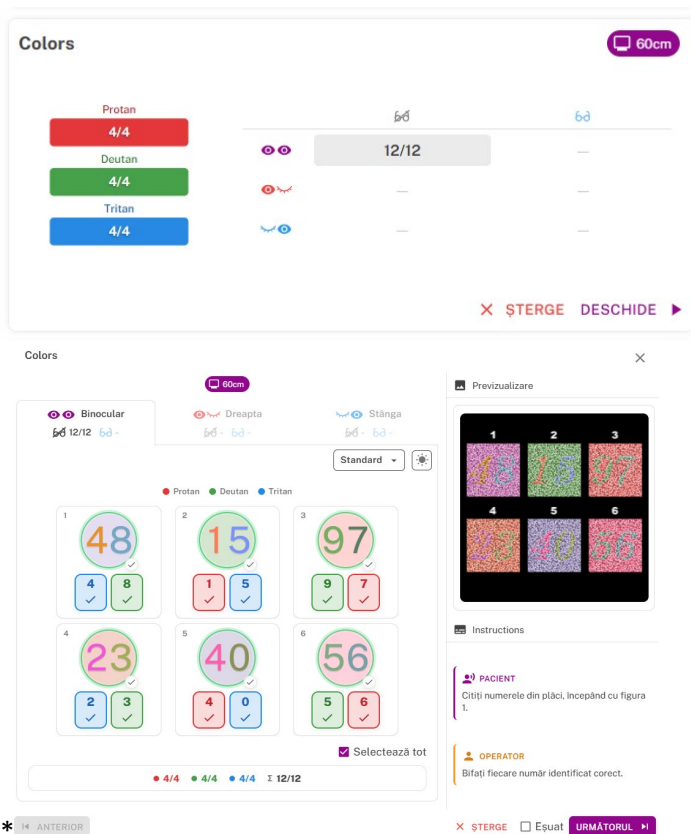 Colors
60cm
Protan
4/4
Deutan
4/4
Tritan
4/4
12/12
—
—
—
—
—
ȘTERGE DESCHIDE
Colors
60cm
Binocular
12/12 -
Dreapta
- -
Stânga
- -
Standard
Protan Deutan Tritan
1
48
4 8
2
15
1 5
3
97
9 7
4
23
2 3
5
40
4 0
6
56
5 6
Selectează tot
4/4 4/4 4/4 Σ 12/12
Previzualizare
1 2 3
18 15 97
4 5 6
23 40 56
Instructions
PACIENT
Citiți numerele din plăci, începând cu figura
1.
OPERATOR
Bifați fiecare număr identificat corect.
* ANTERIOR
ȘTERGE Eșuat URMĂTORUL